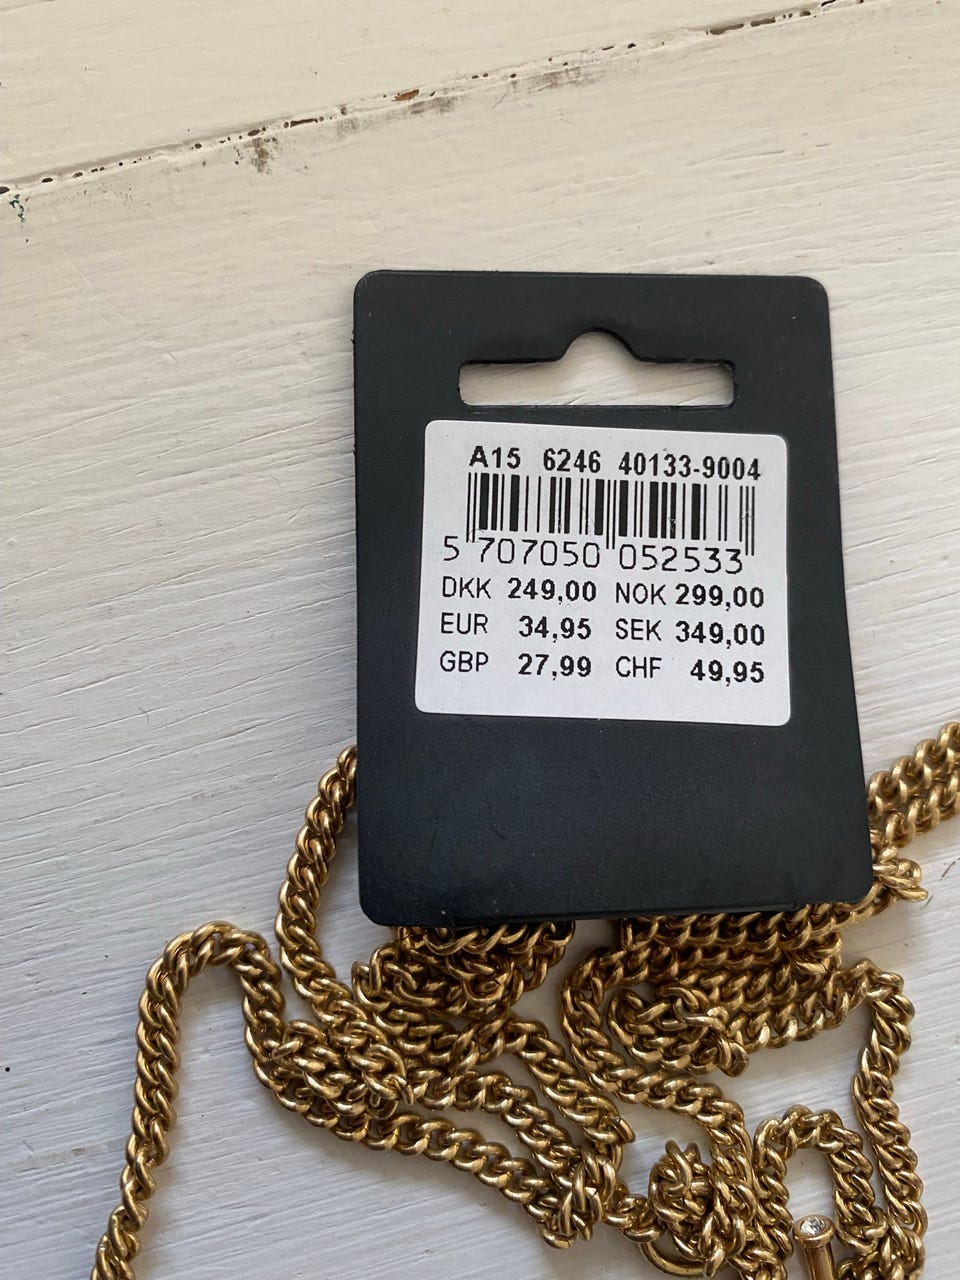 A15 6246 40133-9004
5 707050 052533
DKK 249,00 NOK 299,00
EUR 34,95 SEK 349,00
GBP 27,99 CHF 49,95